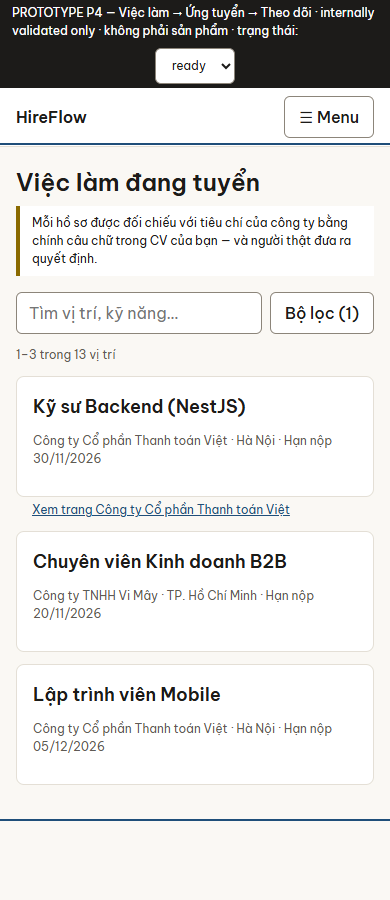 PROTOTYPE P4 — Việc làm → Ứng tuyển → Theo dõi · internally
validated only · không phải sản phẩm · trạng thái:
ready
HireFlow
☰ Menu
Việc làm đang tuyển
Mỗi hồ sơ được đối chiếu với tiêu chí của công ty bằng
chính câu chữ trong CV của bạn — và người thật đưa ra
quyết định.
Tìm vị trí, kỹ năng...
Bộ lọc (1)
1–3 trong 13 vị trí
Kỹ sư Backend (NestJS)
Công ty Cổ phần Thanh toán Việt · Hà Nội · Hạn nộp
30/11/2026
Xem trang Công ty Cổ phần Thanh toán Việt
Chuyên viên Kinh doanh B2B
Công ty TNHH Vi Mây · TP. Hồ Chí Minh · Hạn nộp
20/11/2026
Lập trình viên Mobile
Công ty Cổ phần Thanh toán Việt · Hà Nội · Hạn nộp
05/12/2026